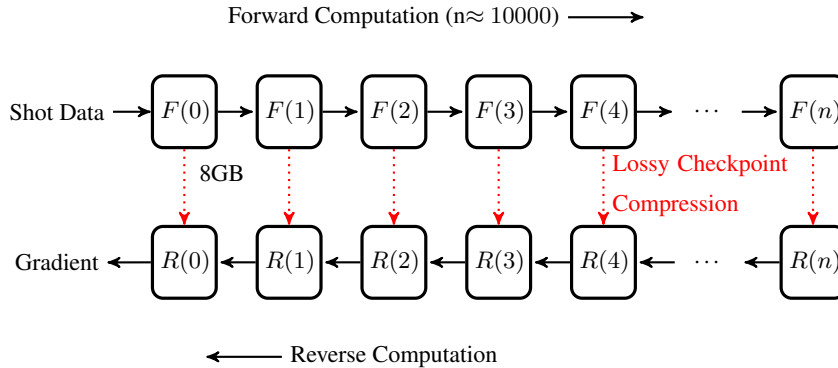 Forward Computation (n≈ 10000)
Shot Data F(0) F(1) F(2) F(3) F(4) ⋯ F(n)
8GB
Lossy Checkpoint
Compression
Gradient R(0) R(1) R(2) R(3) R(4) ⋯ R(n)
Reverse Computation